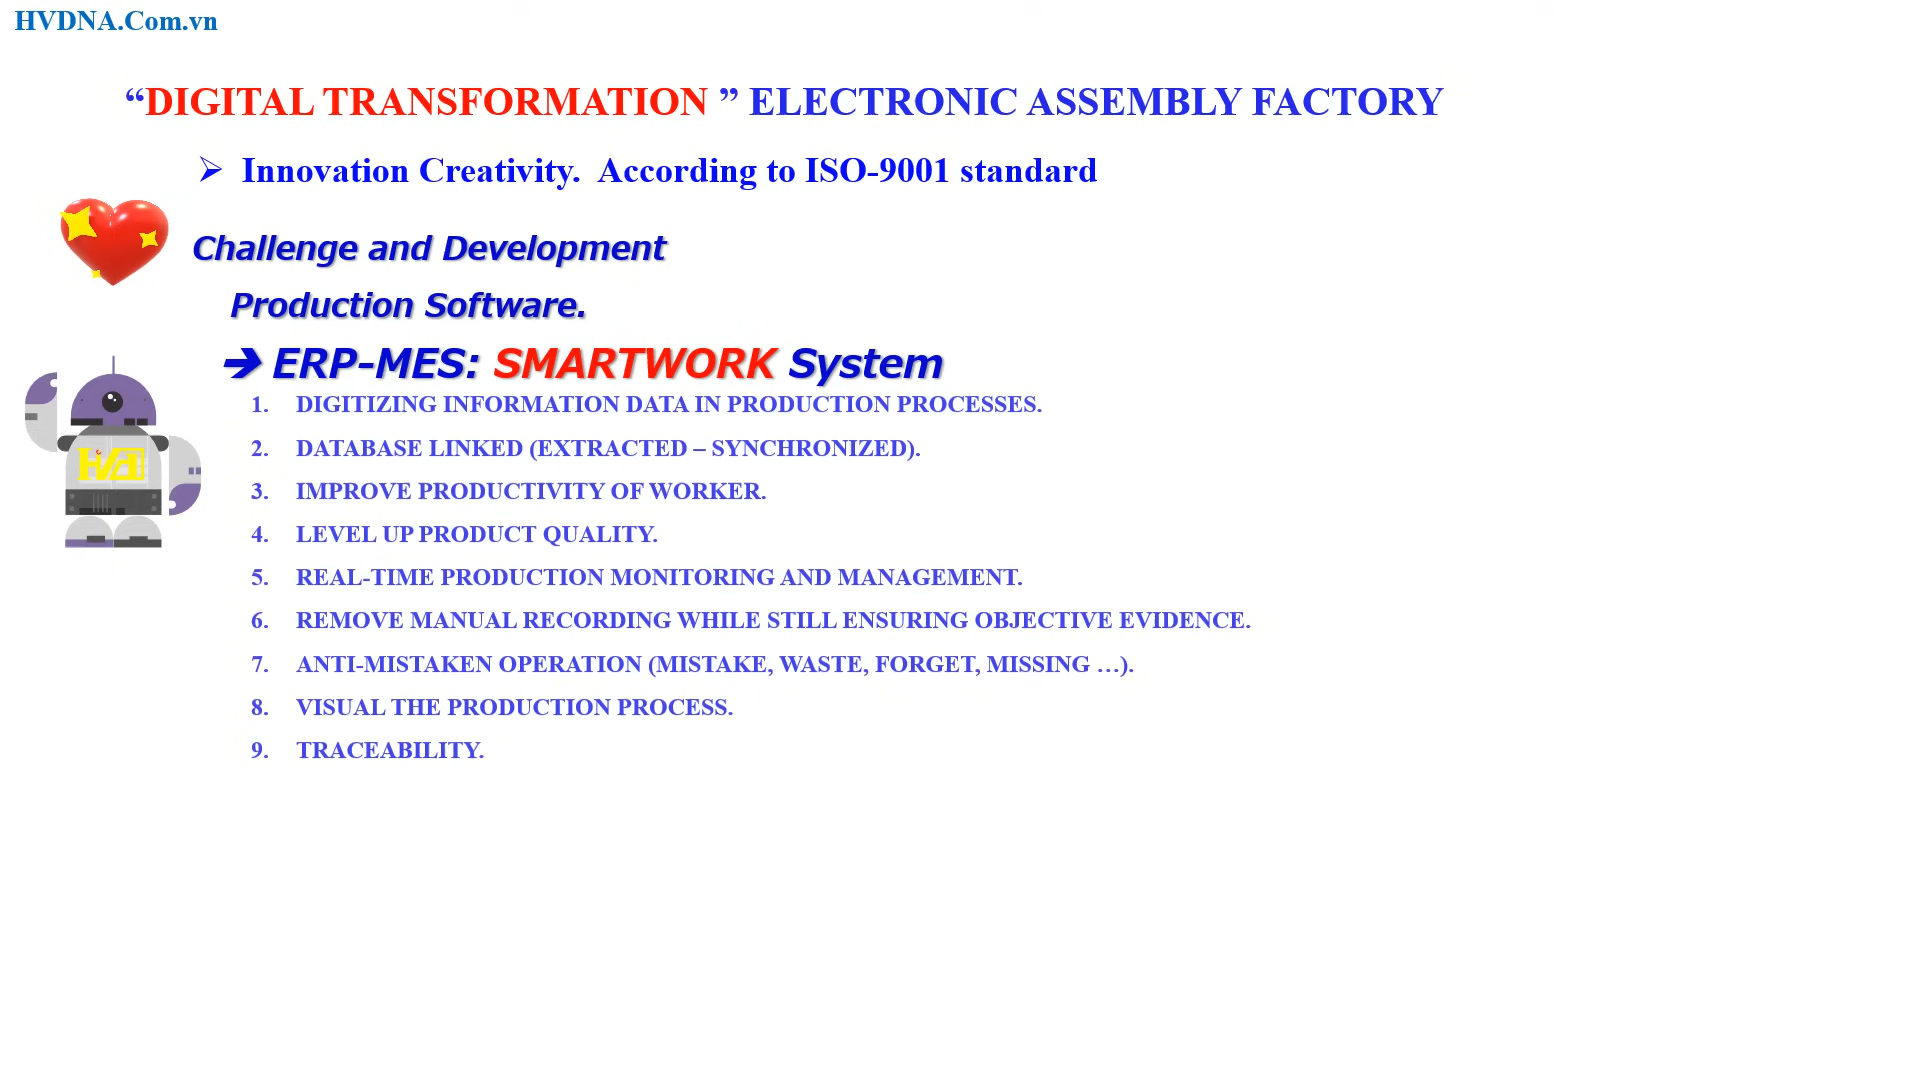 HVDNA.Com.vn
“DIGITAL TRANSFORMATION ” ELECTRONIC ASSEMBLY FACTORY
➢ Innovation Creativity. According to ISO-9001 standard
Challenge and Development
Production Software.
➔ ERP-MES: SMARTWORK System
1. DIGITIZING INFORMATION DATA IN PRODUCTION PROCESSES.
2. DATABASE LINKED (EXTRACTED – SYNCHRONIZED).
3. IMPROVE PRODUCTIVITY OF WORKER.
4. LEVEL UP PRODUCT QUALITY.
5. REAL-TIME PRODUCTION MONITORING AND MANAGEMENT.
6. REMOVE MANUAL RECORDING WHILE STILL ENSURING OBJECTIVE EVIDENCE.
7. ANTI-MISTAKEN OPERATION (MISTAKE, WASTE, FORGET, MISSING …).
8. VISUAL THE PRODUCTION PROCESS.
9. TRACEABILITY.